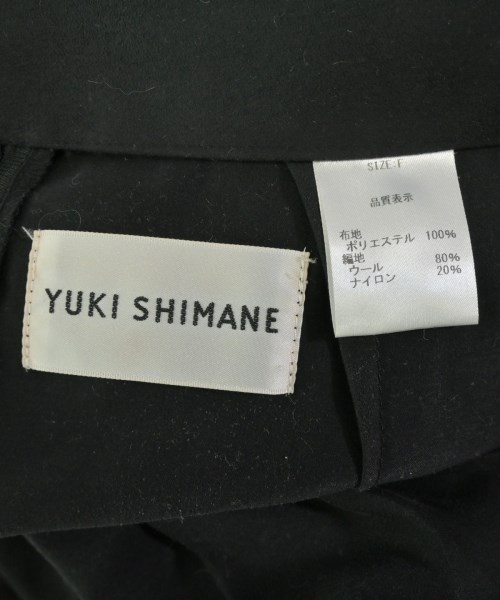 YUKI SHIMANE
SIZE:F
品質表示
布地
ポリエステル 100%
編地 80%
ウール 20%
ナイロン